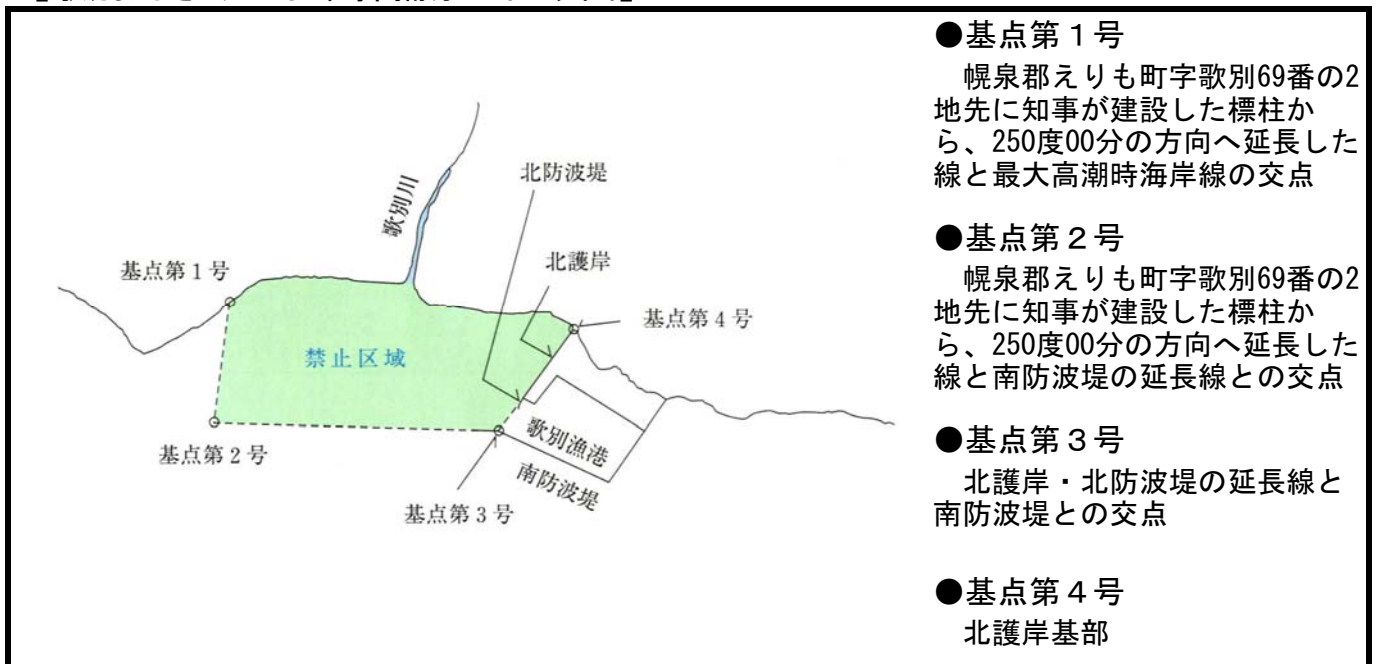 北防波堤
歌別川
北護岸
基点第1号
基点第4号
禁止区域
歌別漁港
基点第2号
南防波堤
基点第3号
●基点第１号
幌泉郡えりも町字歌別69番の2
地先に知事が建設した標柱か
ら、250度00分の方向へ延長した
線と最大高潮時海岸線の交点
●基点第２号
幌泉郡えりも町字歌別69番の2
地先に知事が建設した標柱か
ら、250度00分の方向へ延長した
線と南防波堤の延長線との交点
●基点第３号
北護岸・北防波堤の延長線と
南防波堤との交点
●基点第４号
北護岸基部